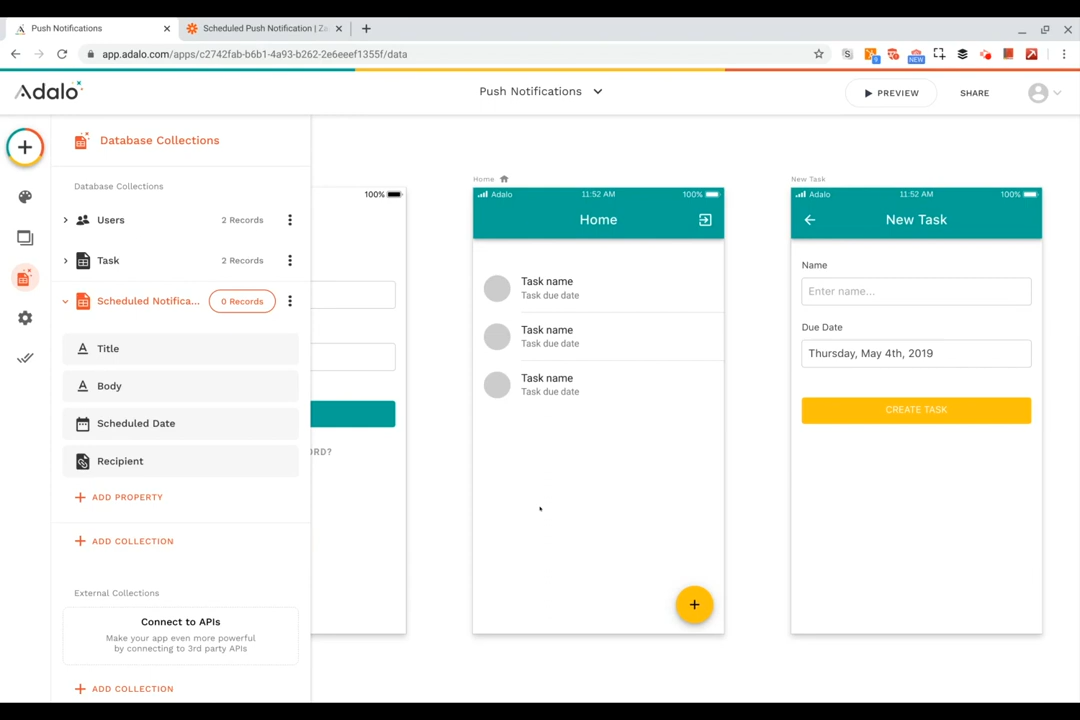 Push Notifications
Scheduled Push Notification | Za
app.adalo.com/apps/c2742fab-b6b1-4a93-b262-2e6eeef1355f/data
9
NEW
Adalo
Push Notifications
PREVIEW
SHARE
Database Collections
Database Collections
Users
2 Records
Task
2 Records
Scheduled Notifica...
0 Records
Title
Body
Scheduled Date
Recipient
ADD PROPERTY
ADD COLLECTION
External Collections
Connect to APIs
Make your app even more powerful
by connecting to 3rd party APIs
ADD COLLECTION
100%
ORD?
Home
Adalo
11:52 AM
100%
Home
Task name
Task due date
Task name
Task due date
Task name
Task due date
New Task
Adalo
11:52 AM
100%
New Task
Name
Enter name...
Due Date
Thursday, May 4th, 2019
CREATE TASK